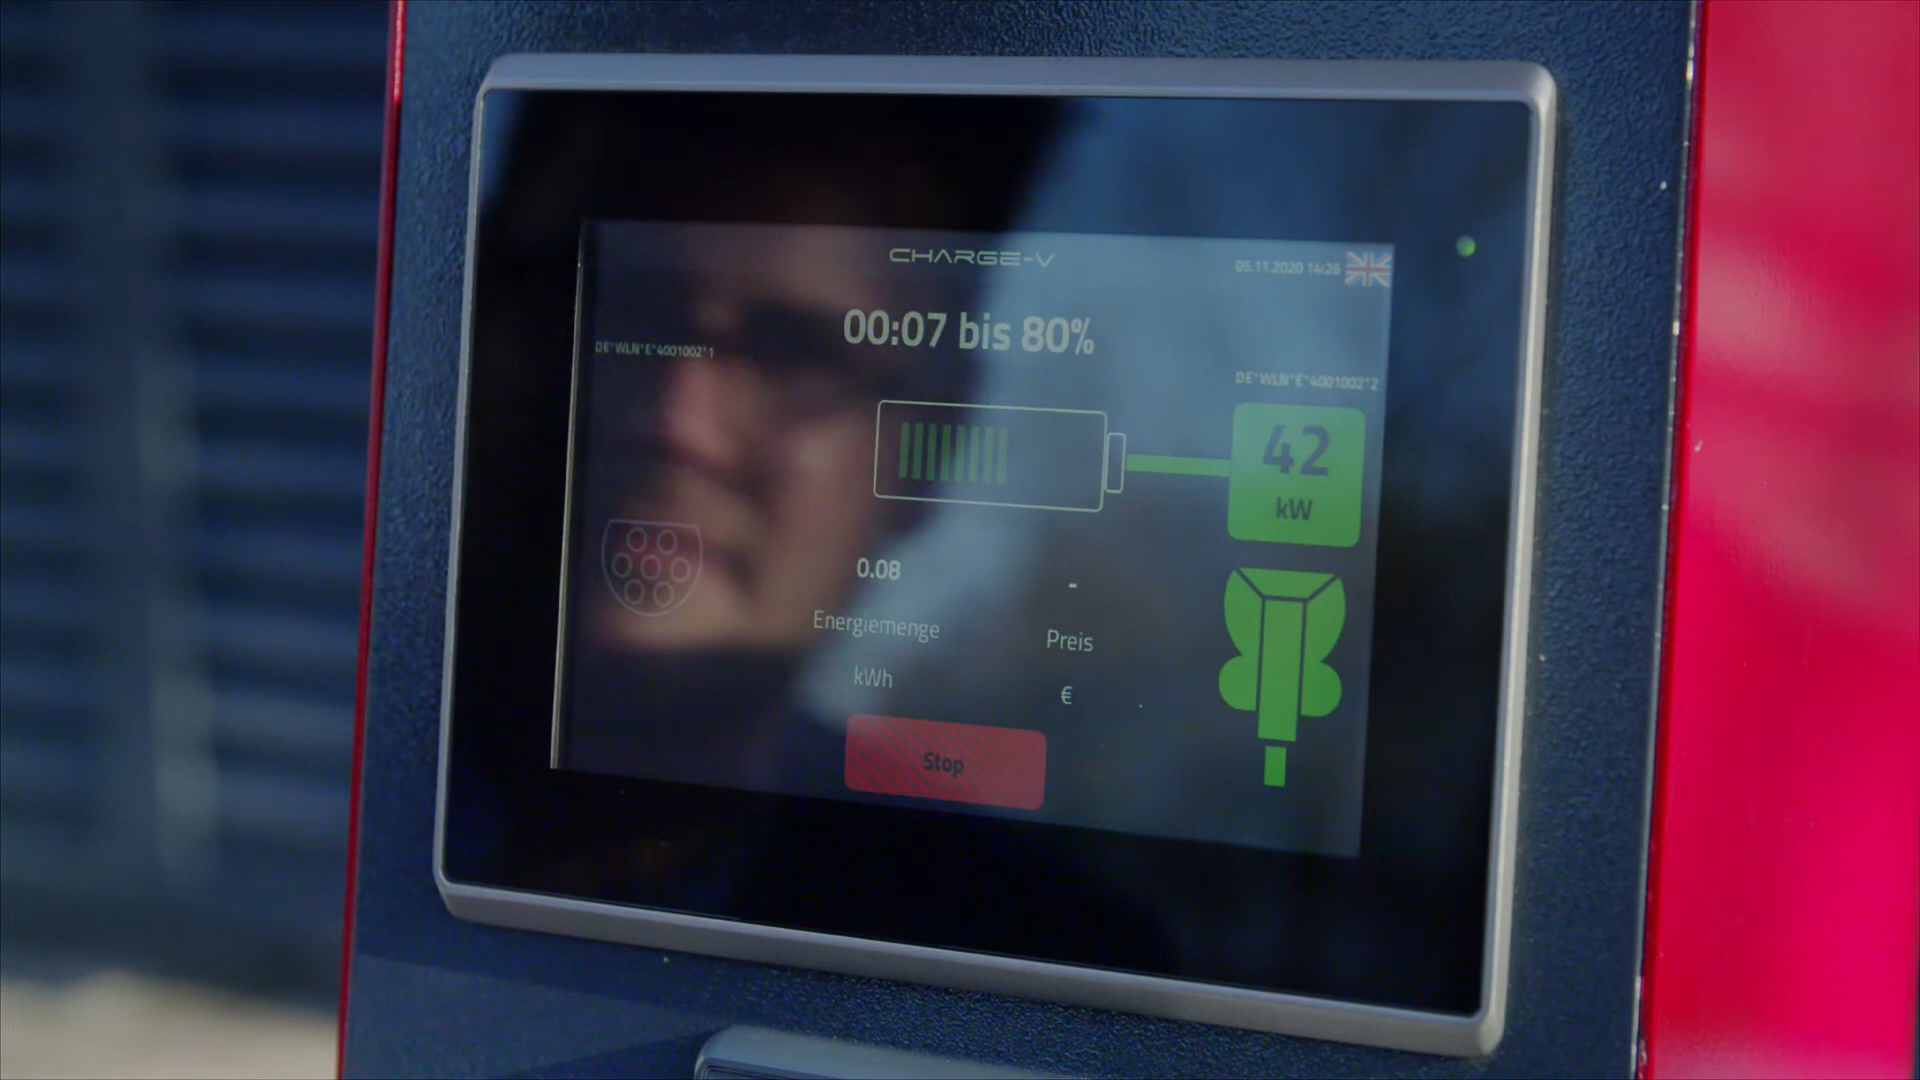 CHARGE-V
05.11.2020 14:26
00:07 bis 80%
DE*WLN*E*4001002*1
DE*WLN*E*4001002*2
42
kW
0.08
-
Energiemenge
Preis
kWh
€
Stop